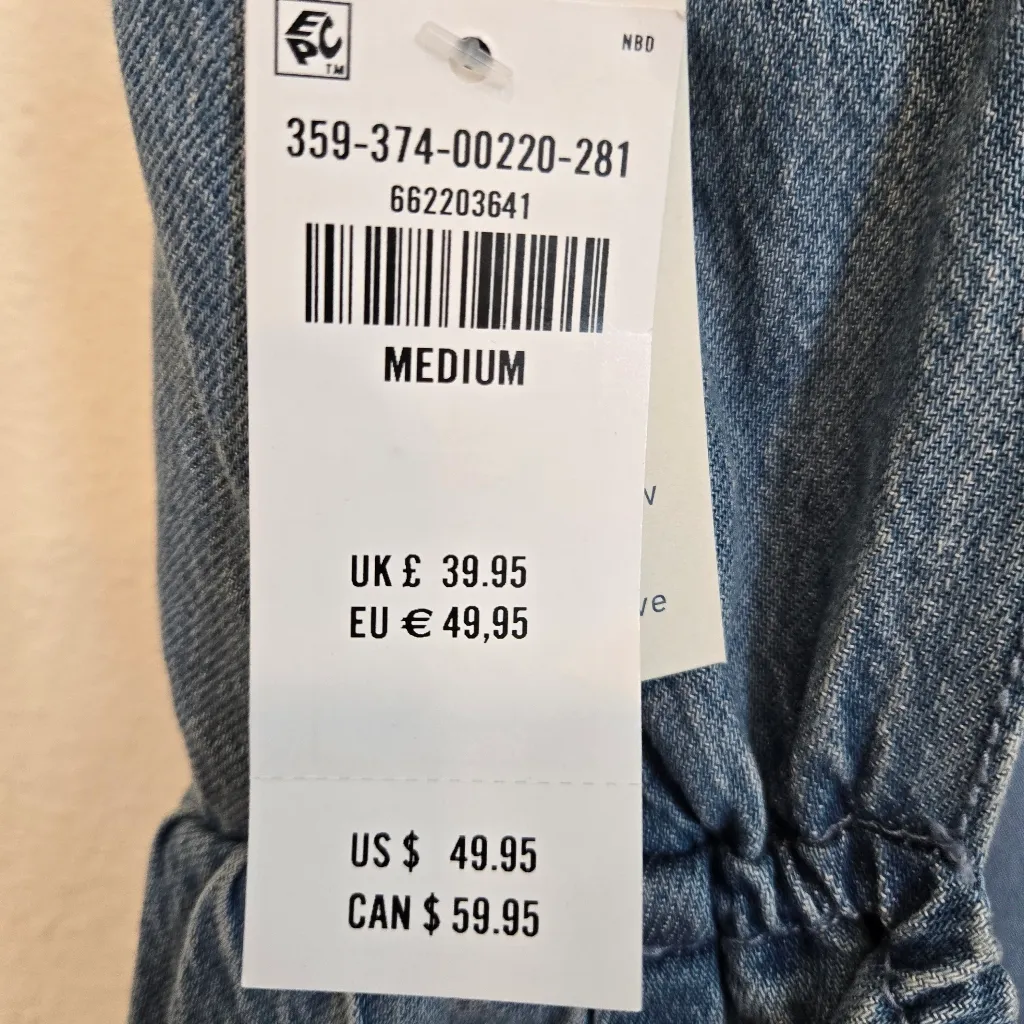 EPC
TM
NBD
359-374-00220-281
662203641
MEDIUM
UK £ 39.95
EU € 49,95
US $ 49.95
CAN $ 59.95